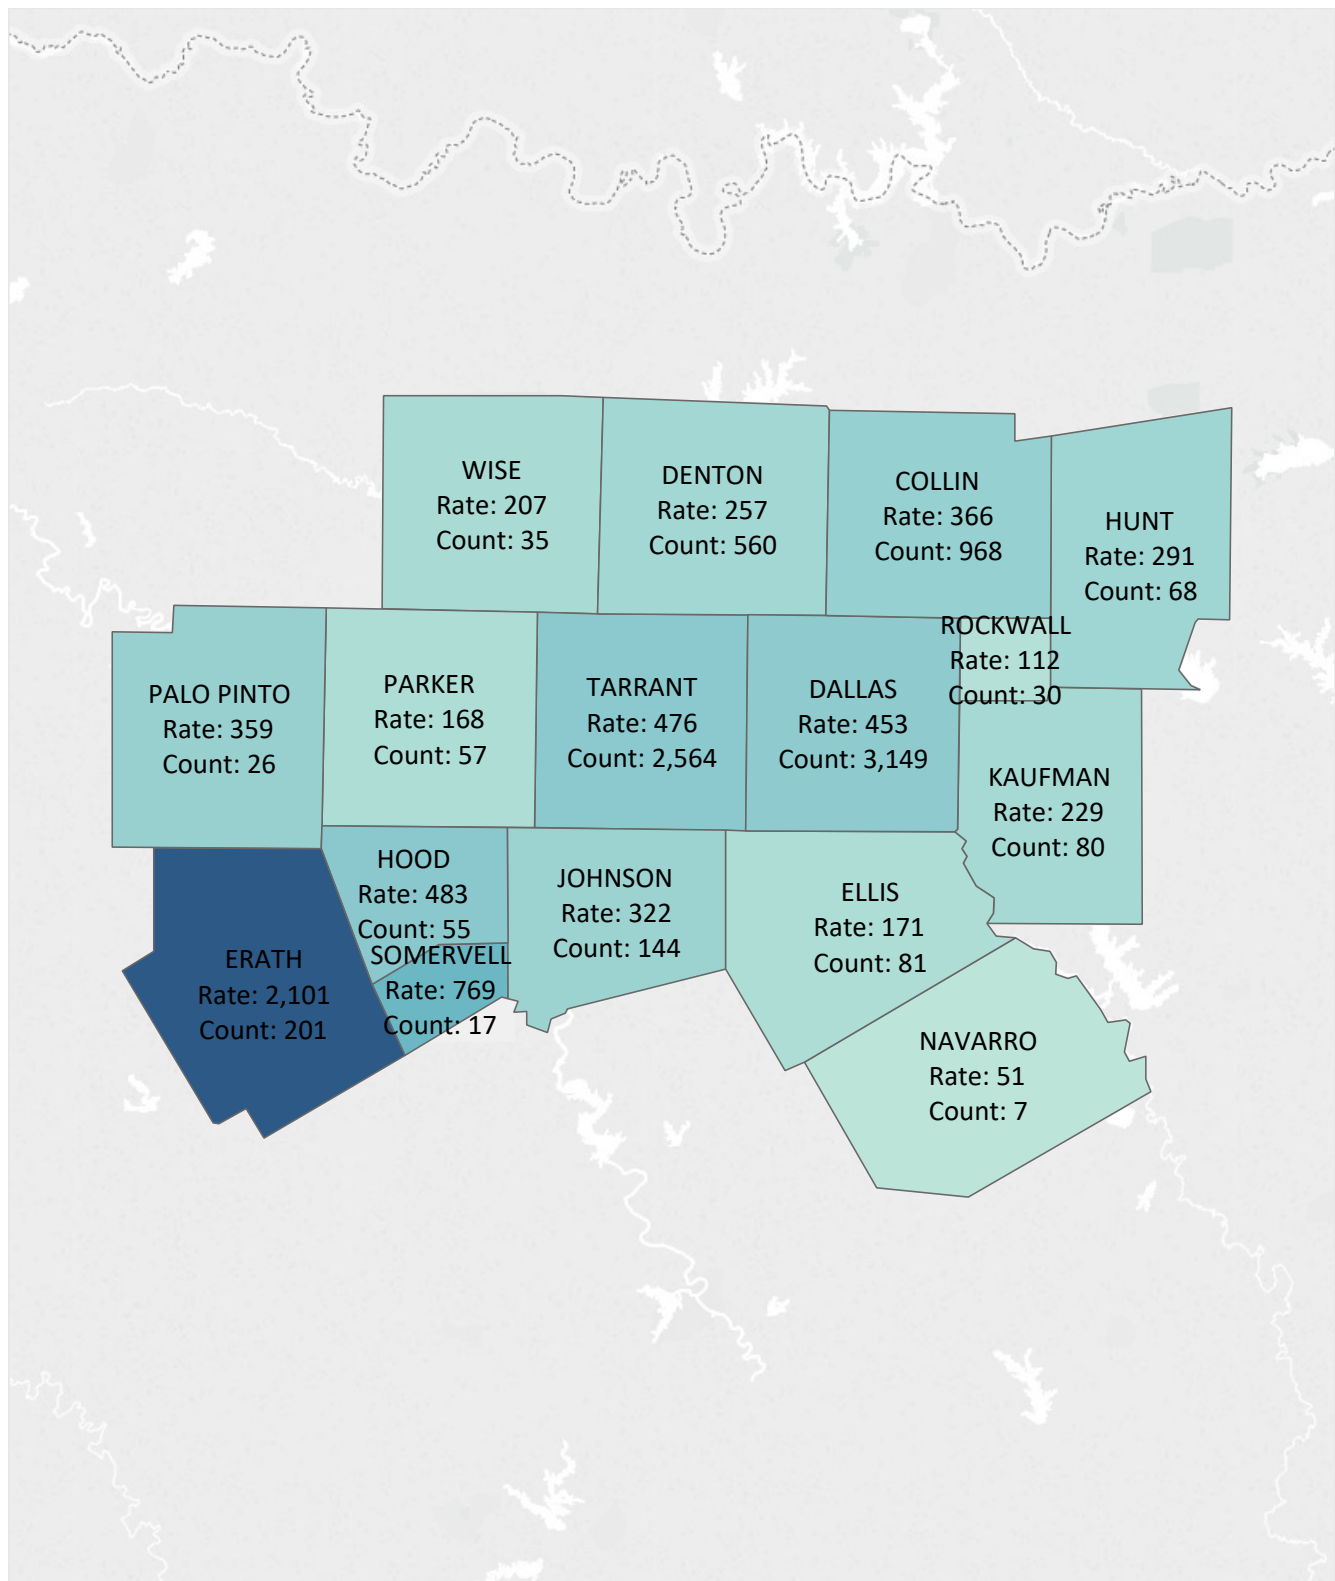 WISE
Rate: 207
Count: 35
DENTON
Rate: 257
Count: 560
COLLIN
Rate: 366
Count: 968
HUNT
Rate: 291
Count: 68
PALO PINTO
Rate: 359
Count: 26
PARKER
Rate: 168
Count: 57
TARRANT
Rate: 476
Count: 2,564
DALLAS
Rate: 453
Count: 3,149
ROCKWALL
Rate: 112
Count: 30
KAUFMAN
Rate: 229
Count: 80
ERATH
Rate: 2,101
Count: 201
HOOD
Rate: 483
Count: 55
SOMERVELL
Rate: 769
Count: 17
JOHNSON
Rate: 322
Count: 144
ELLIS
Rate: 171
Count: 81
NAVARRO
Rate: 51
Count: 7